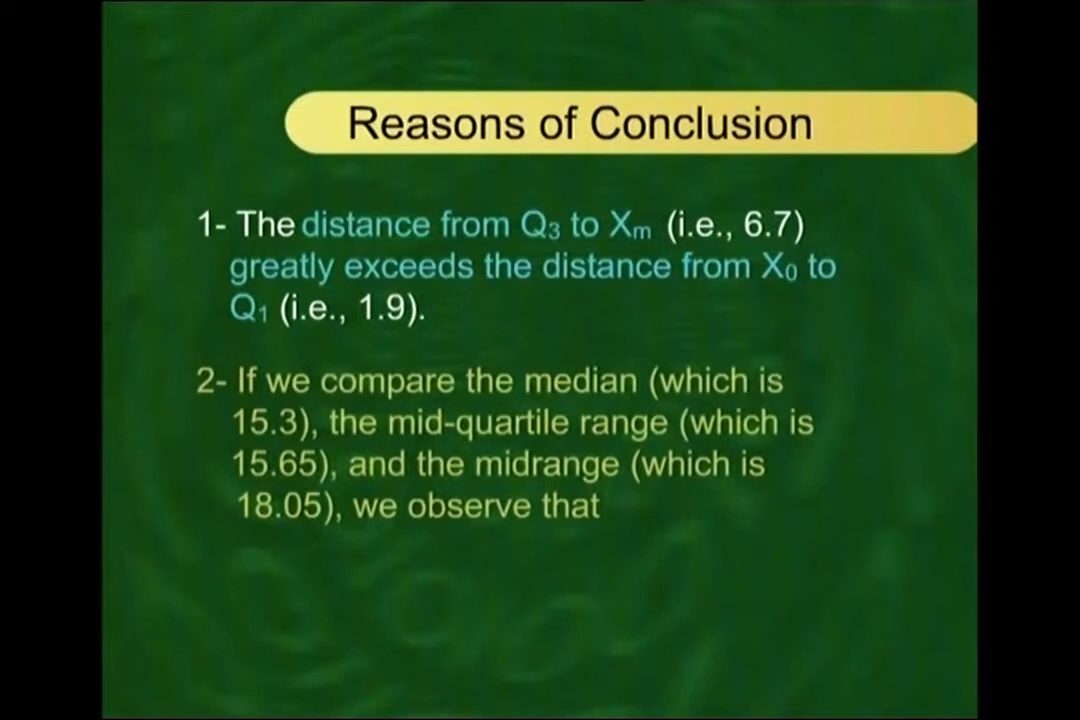 Reasons of Conclusion
1- The distance from Q₃ to Xₘ (i.e., 6.7)
greatly exceeds the distance from X₀ to
Q₁ (i.e., 1.9).
2- If we compare the median (which is
15.3), the mid-quartile range (which is
15.65), and the midrange (which is
18.05), we observe that